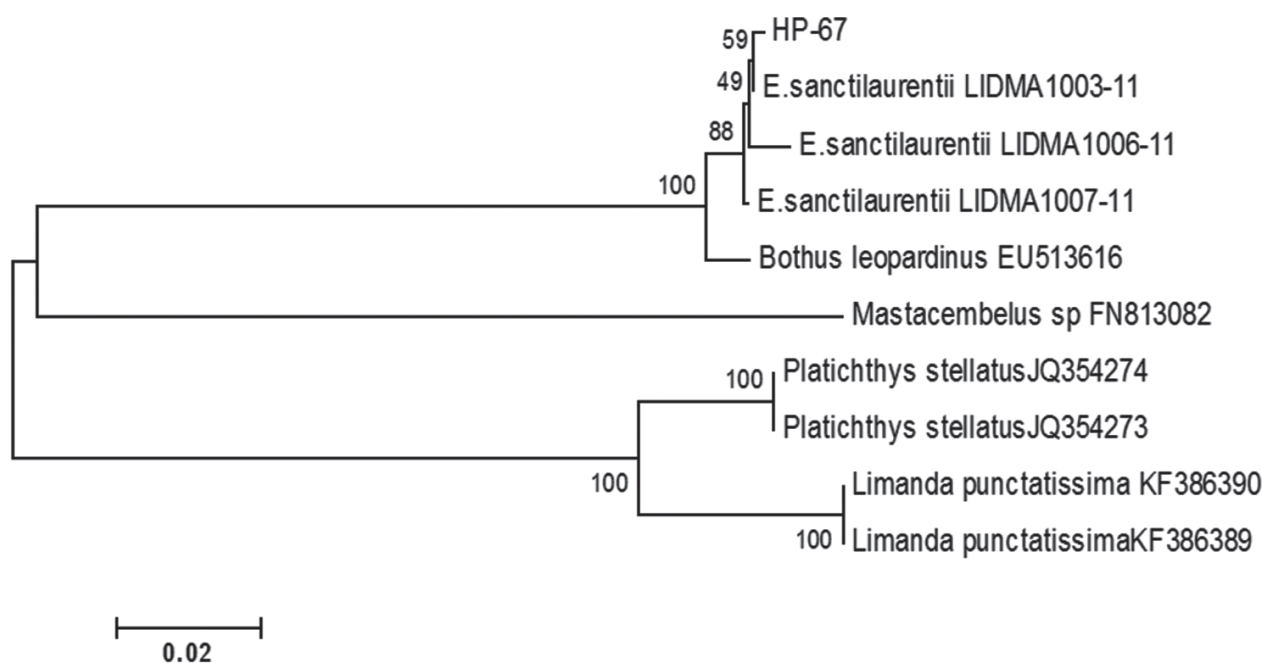 HP-67
59
E.sanctilaurentii LIDMA1003-11
49
88
E.sanctilaurentii LIDMA1006-11
100
E.sanctilaurentii LIDMA1007-11
Bothus leopardinus EU513616
Mastacembelus sp FN813082
Platichthys stellatusJQ354274
100
Platichthys stellatusJQ354273
100
Limanda punctatissima KF386390
100
Limanda punctatissimaKF386389
0.02